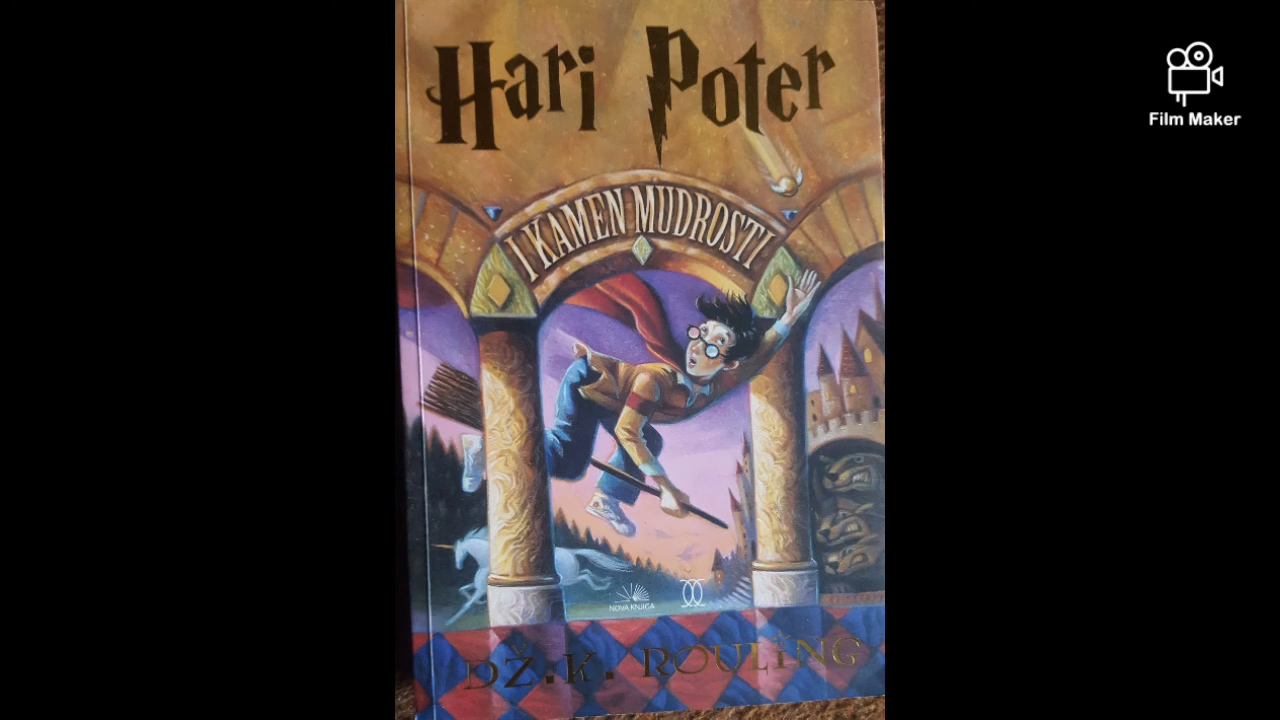 Hari Poter
I KAMEN MUDROSTI
NOVA KNJIGA
DŽ.K. ROULING
Film Maker